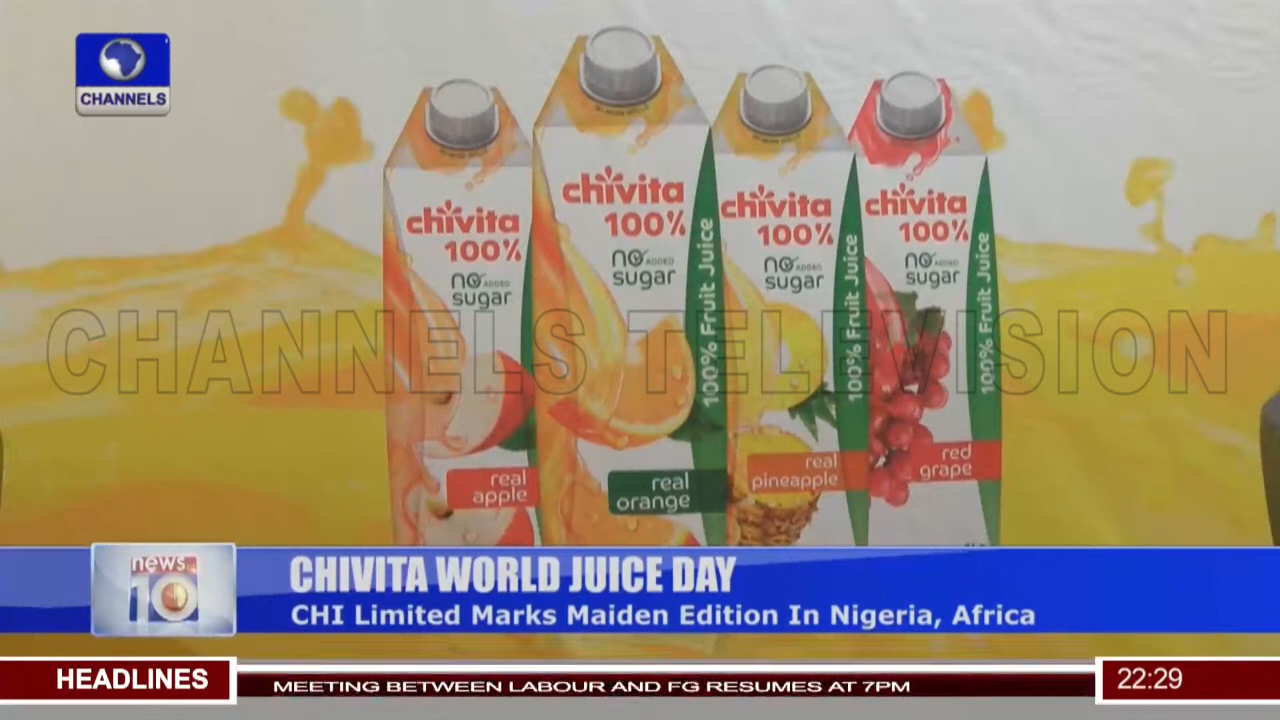 CHANNELS
chivita
100%
no ADDED
sugar
real
apple
chivita
100%
no ADDED
sugar
100% Fruit Juice
real
orange
chivita
100%
no ADDED
sugar
100% Fruit Juice
real
pineapple
chivita
100%
no ADDED
sugar
100% Fruit Juice
red
grape
CHANNELS TELEVISION
news
10
CHIVITA WORLD JUICE DAY
CHI Limited Marks Maiden Edition In Nigeria, Africa
HEADLINES
MEETING BETWEEN LABOUR AND FG RESUMES AT 7PM
22:29